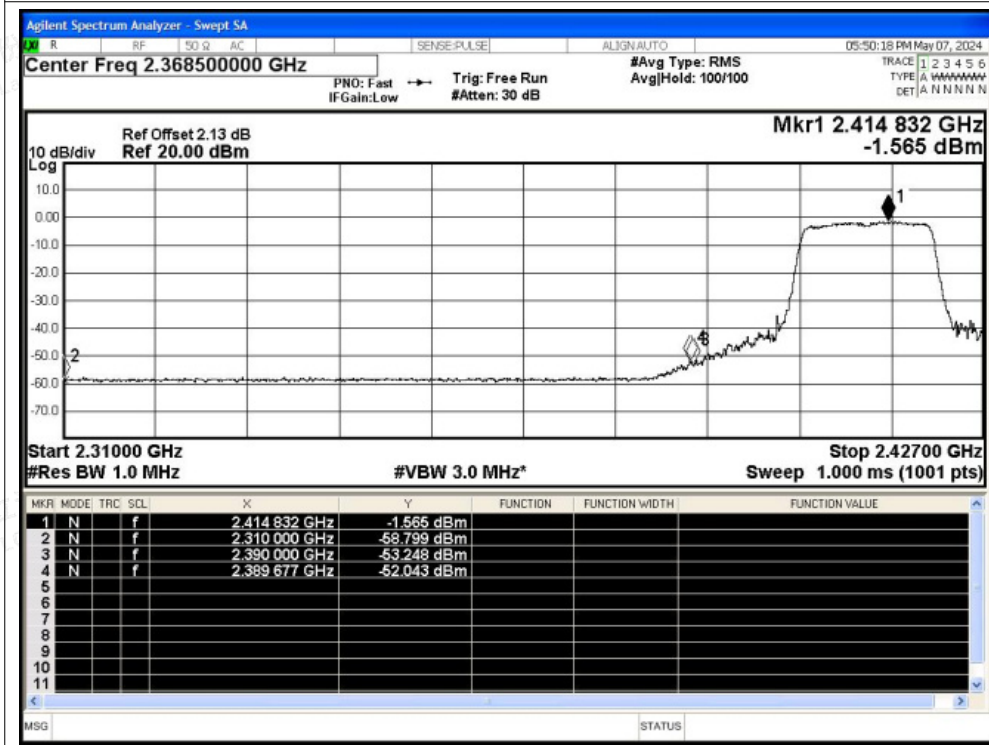 Agilent Spectrum Analyzer - Swept SA
R RF 50 Ω AC SENSE:PULSE ALIGN AUTO 05:50:18 PM May 07, 2024
Center Freq 2.368500000 GHz #Avg Type: RMS TRACE 1 2 3 4 5 6
PNO: Fast Trig: Free Run Avg|Hold: 100/100 TYPE A WWWWW
IFGain:Low #Atten: 30 dB DET A N N N N N
Mkr1 2.414 832 GHz
Ref Offset 2.13 dB
10 dB/div Ref 20.00 dBm -1.565 dBm
Log
10.0
1
0.00
-10.0
-20.0
-30.0
-40.0
-50.0
2
-60.0
-70.0
Start 2.31000 GHz Stop 2.42700 GHz
#Res BW 1.0 MHz #VBW 3.0 MHz* Sweep 1.000 ms (1001 pts)
MKR MODE TRC SCL X Y FUNCTION FUNCTION WIDTH FUNCTION VALUE
1 N f 2.414 832 GHz -1.565 dBm
2 N f 2.310 000 GHz -58.799 dBm
3 N f 2.390 000 GHz -53.248 dBm
4 N f 2.389 677 GHz -52.043 dBm
5
6
7
8
9
10
11
MSG STATUS